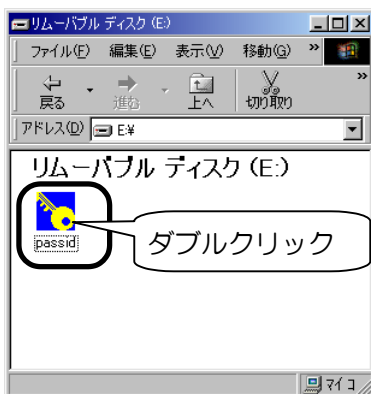 リムーバブル ディスク (E:)
ファイル(F) 編集(E) 表示(V) 移動(G) »
戻る 進む 上へ 切り取り »
アドレス(D) E:¥
リムーバブル ディスク (E:)
passid
ダブルクリック
マイ コ